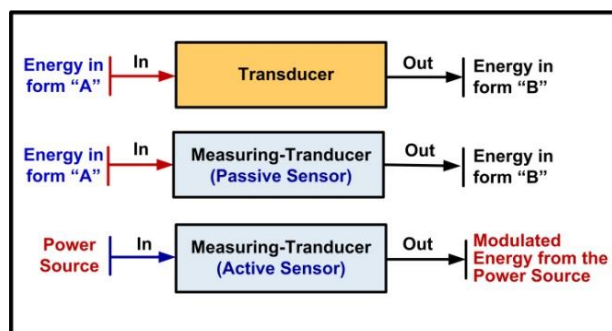 Energy in
form “A”
In
Transducer
Out
Energy in
form “B”
Energy in
form “A”
In
Measuring-Tranducer
(Passive Sensor)
Out
Energy in
form “B”
Power
Source
In
Measuring-Tranducer
(Active Sensor)
Out
Modulated
Energy from the
Power Source